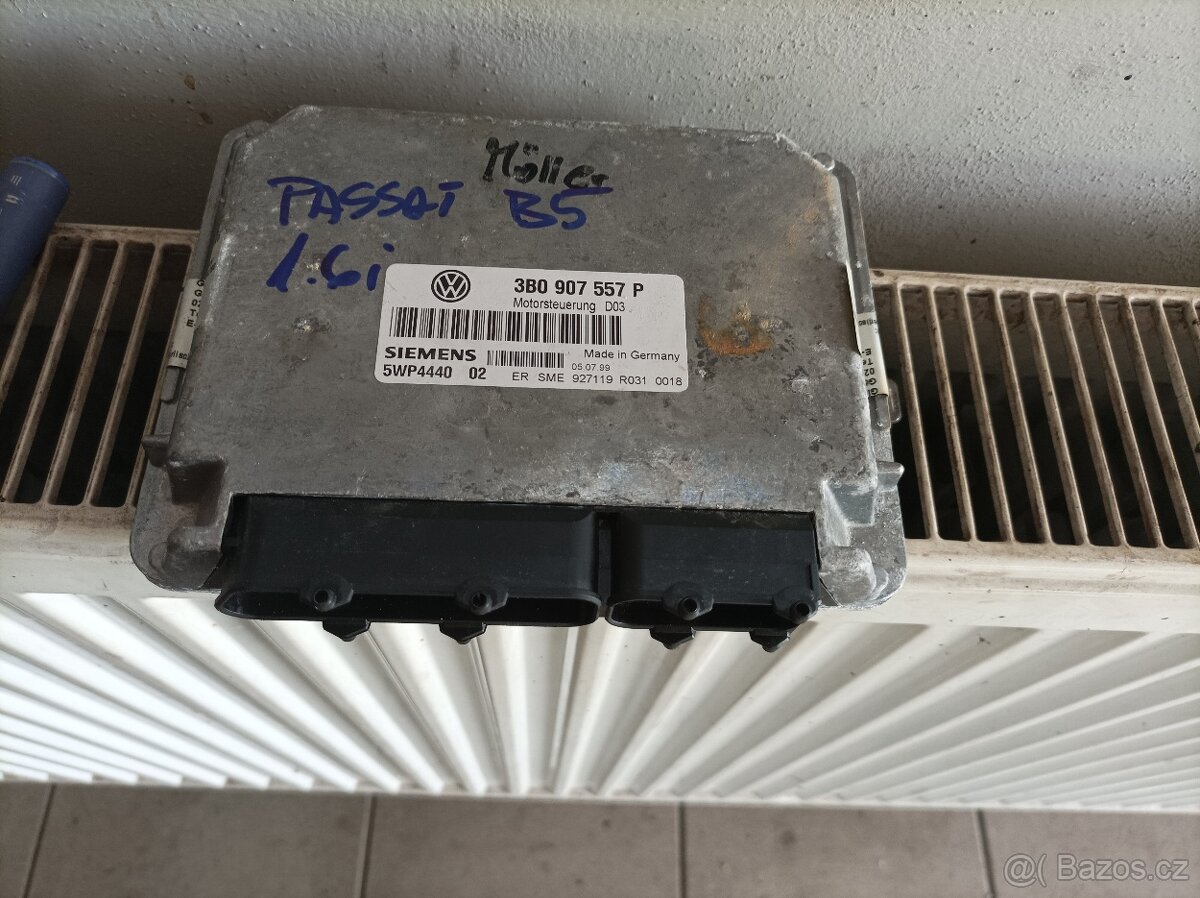 Möller
PASSAT B5
1.6i
3B0 907 557 P
Motorsteuerung D03
SIEMENS
Made in Germany
05.07.99
5WP4440 02
ER SME 927119 R031 0018
Bazos.cz